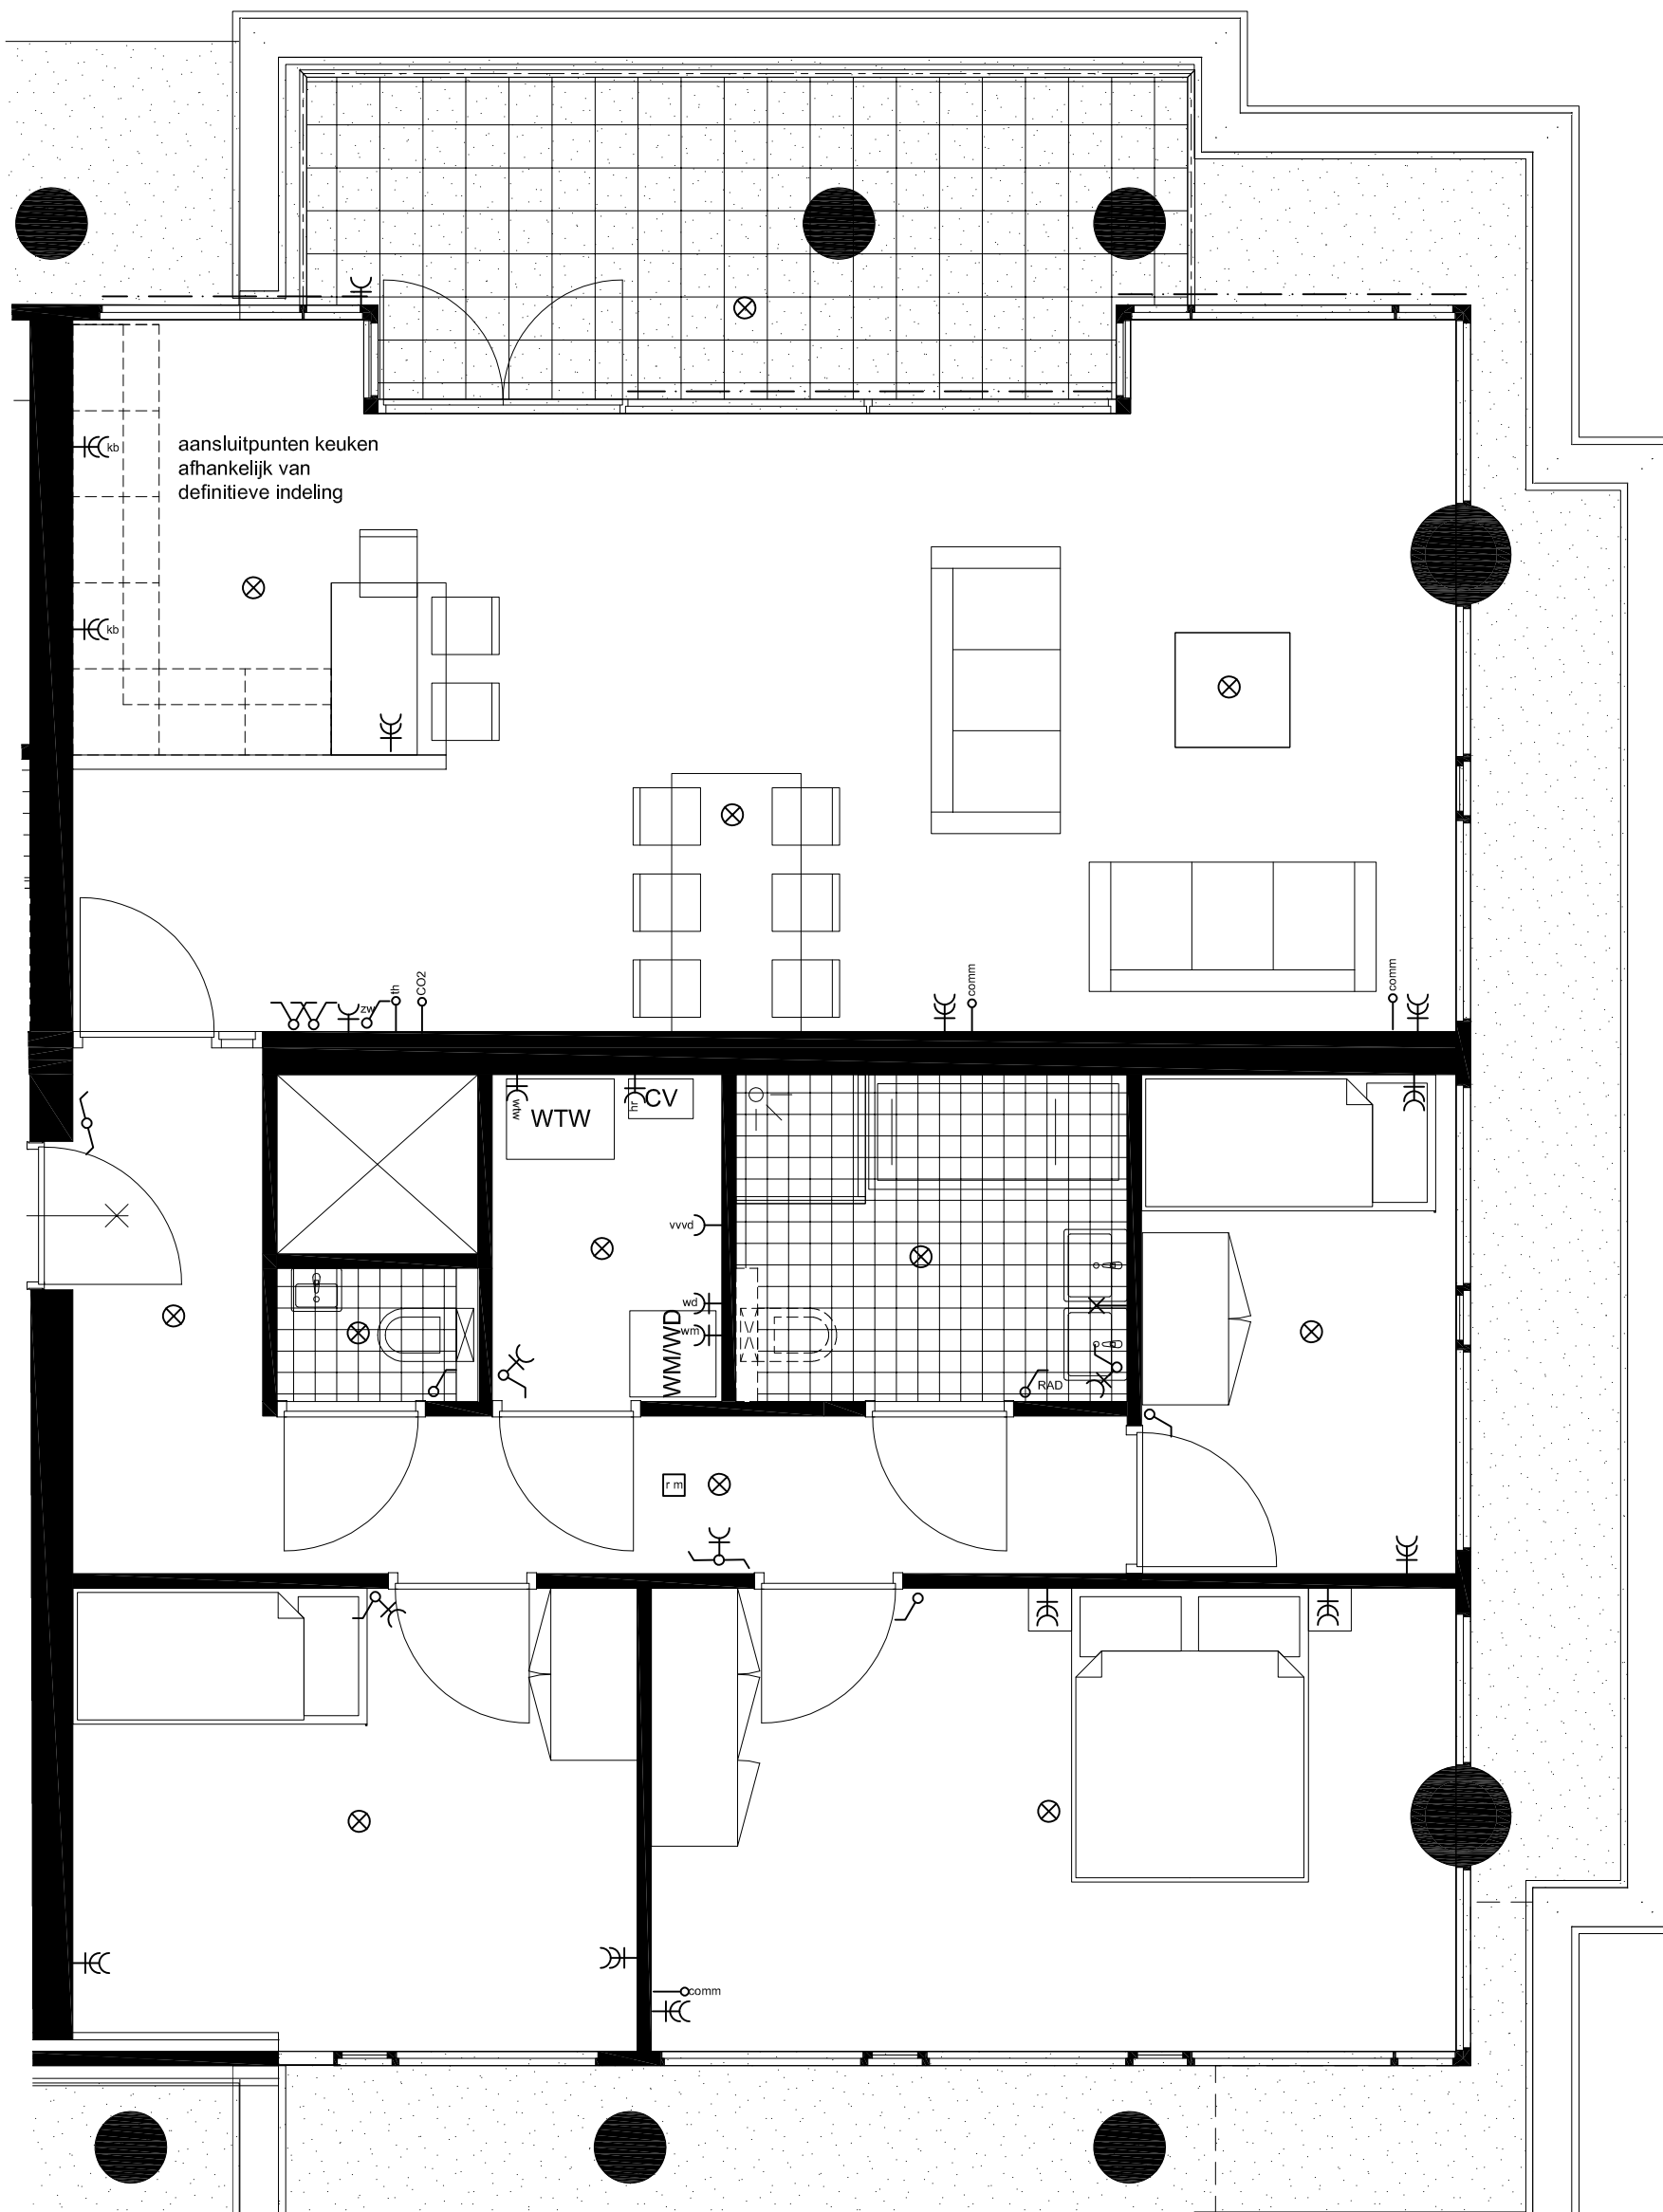 kb
aansluitpunten keuken
afhankelijk van
definitieve indeling
kb
zw
th
CO2
comm
comm
wtw
WTW
hr
CV
vvvd
wd
wm
WM/WD
RAD
r m
comm